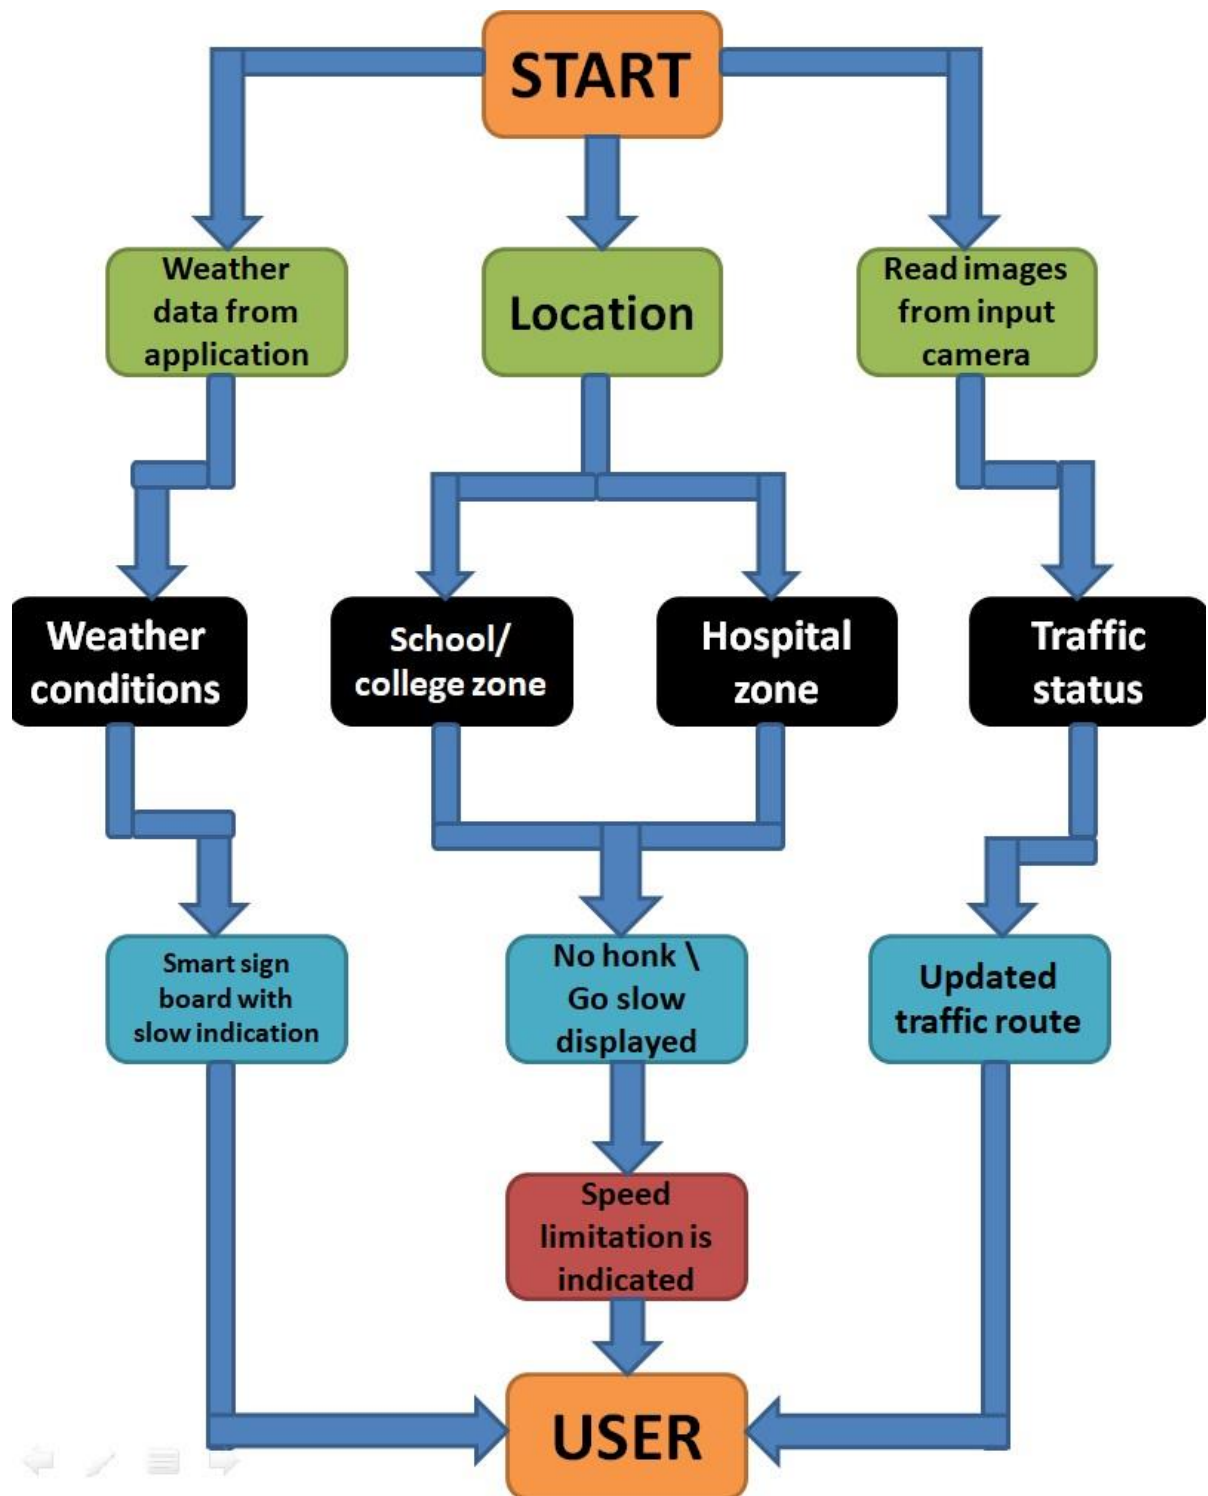 START
Weather
data from
application
Location
Read images
from input
camera
Weather
conditions
School/
college zone
Hospital
zone
Traffic
status
Smart sign
board with
slow indication
No honk \
Go slow
displayed
Updated
traffic route
Speed
limitation is
indicated
USER